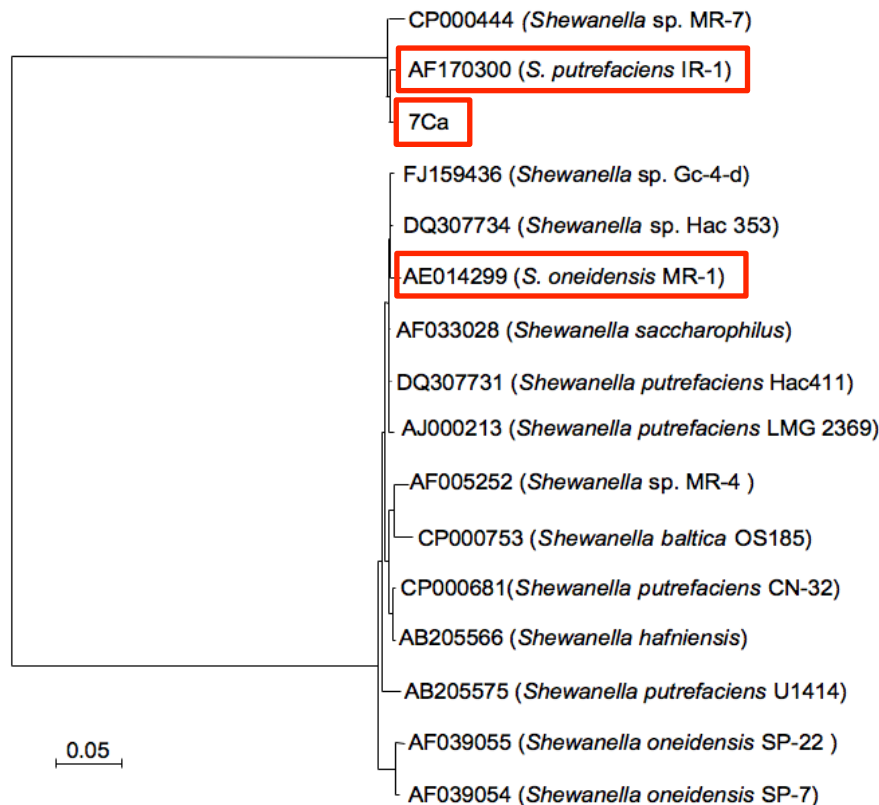 CP000444 (Shewanella sp. MR-7)
AF170300 (S. putrefaciens IR-1)
7Ca
FJ159436 (Shewanella sp. Gc-4-d)
DQ307734 (Shewanella sp. Hac 353)
AE014299 (S. oneidensis MR-1)
AF033028 (Shewanella saccharophilus)
DQ307731 (Shewanella putrefaciens Hac411)
AJ000213 (Shewanella putrefaciens LMG 2369)
AF005252 (Shewanella sp. MR-4 )
CP000753 (Shewanella baltica OS185)
CP000681(Shewanella putrefaciens CN-32)
AB205566 (Shewanella hafniensis)
AB205575 (Shewanella putrefaciens U1414)
AF039055 (Shewanella oneidensis SP-22 )
0.05
AF039054 (Shewanella oneidensis SP-7)